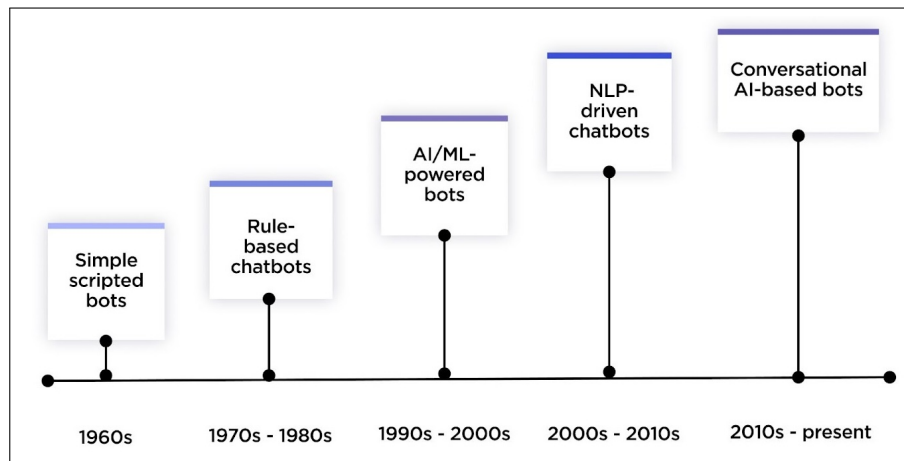 Simple
scripted
bots
Rule-
based
chatbots
AI/ML-
powered
bots
NLP-
driven
chatbots
Conversational
AI-based bots
1960s
1970s - 1980s
1990s - 2000s
2000s - 2010s
2010s - present